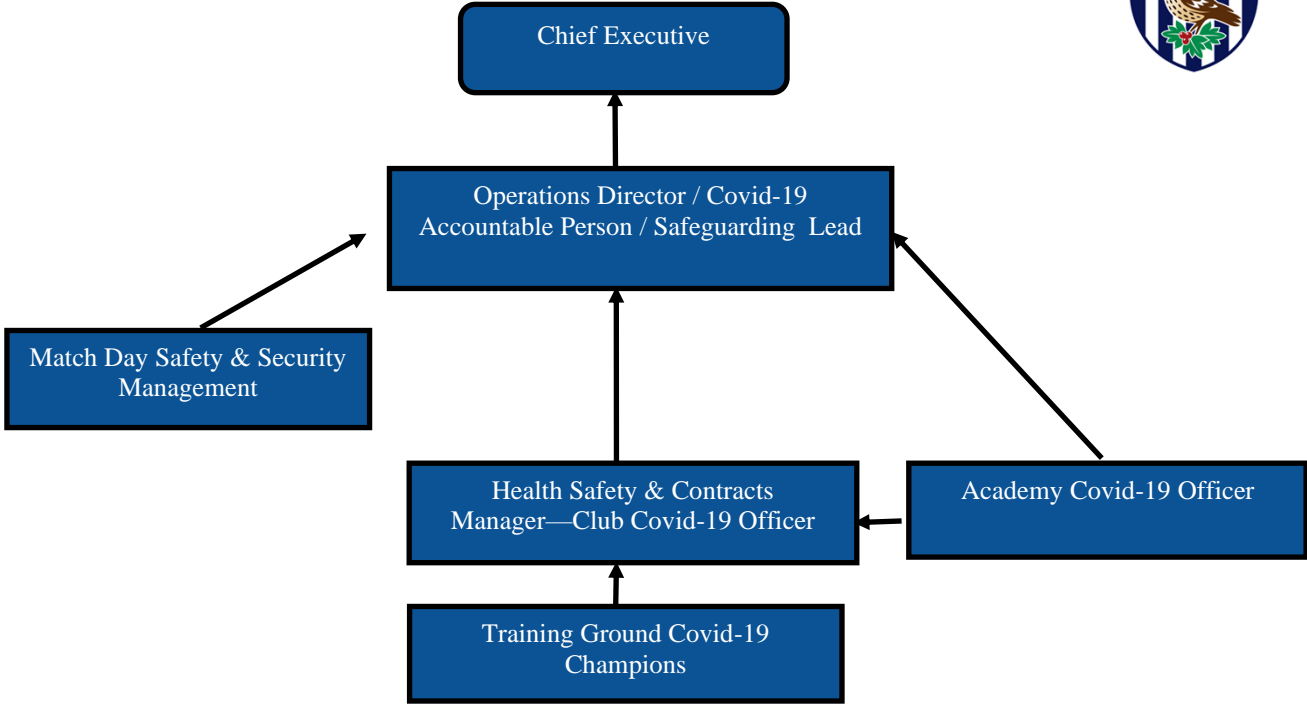 Chief Executive
Operations Director / Covid-19
Accountable Person / Safeguarding Lead
Match Day Safety & Security
Management
Health Safety & Contracts
Manager—Club Covid-19 Officer
Academy Covid-19 Officer
Training Ground Covid-19
Champions